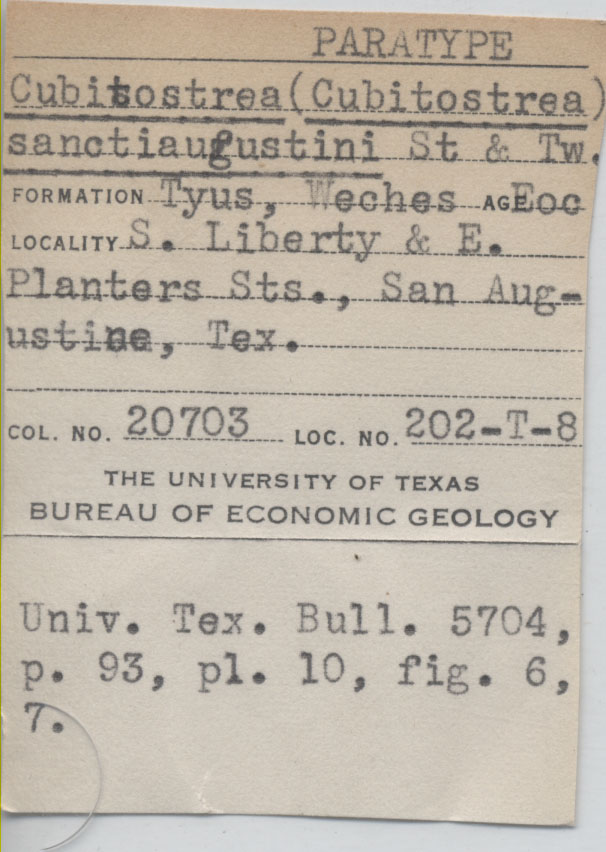 PARATYPE
Cubitostrea (Cubitostrea)
sanctiaugustini St & Tw.
FORMATION Tyus, Weches AGE Eoc
LOCALITY S. Liberty & E.
Planters Sts., San Aug-
ustine, Tex.
COL. NO. 20703 LOC. NO. 202-T-8
THE UNIVERSITY OF TEXAS
BUREAU OF ECONOMIC GEOLOGY
Univ. Tex. Bull. 5704,
p. 93, pl. 10, fig. 6,
7.